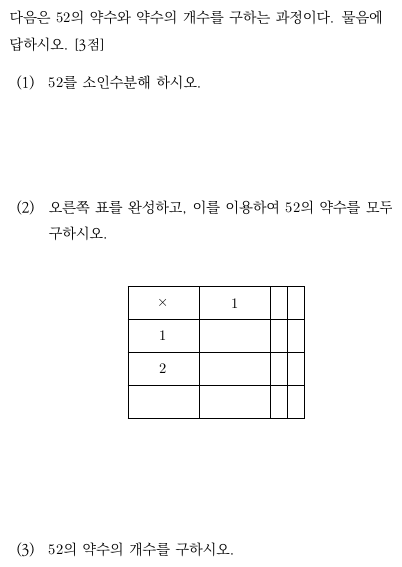 다음은 52의 약수와 약수의 개수를 구하는 과정이다. 물음에
답하시오. [3점]
(1) 52를 소인수분해 하시오.
(2) 오른쪽 표를 완성하고, 이를 이용하여 52의 약수를 모두
구하시오.
× 1
1
2
(3) 52의 약수의 개수를 구하시오.